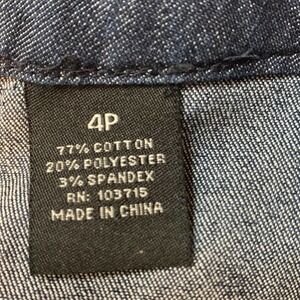 4P
77% COTTON
20% POLYESTER
3% SPANDEX
RN: 103715
MADE IN CHINA